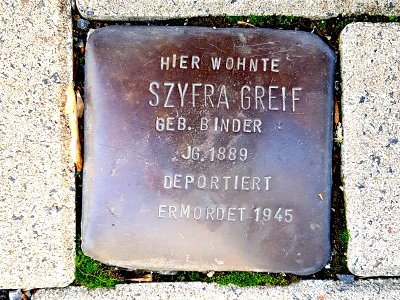 HIER WOHNTE
SZYFRA GREIF
GEB. BINDER
JG. 1889
DEPORTIERT
ERMORDET 1945